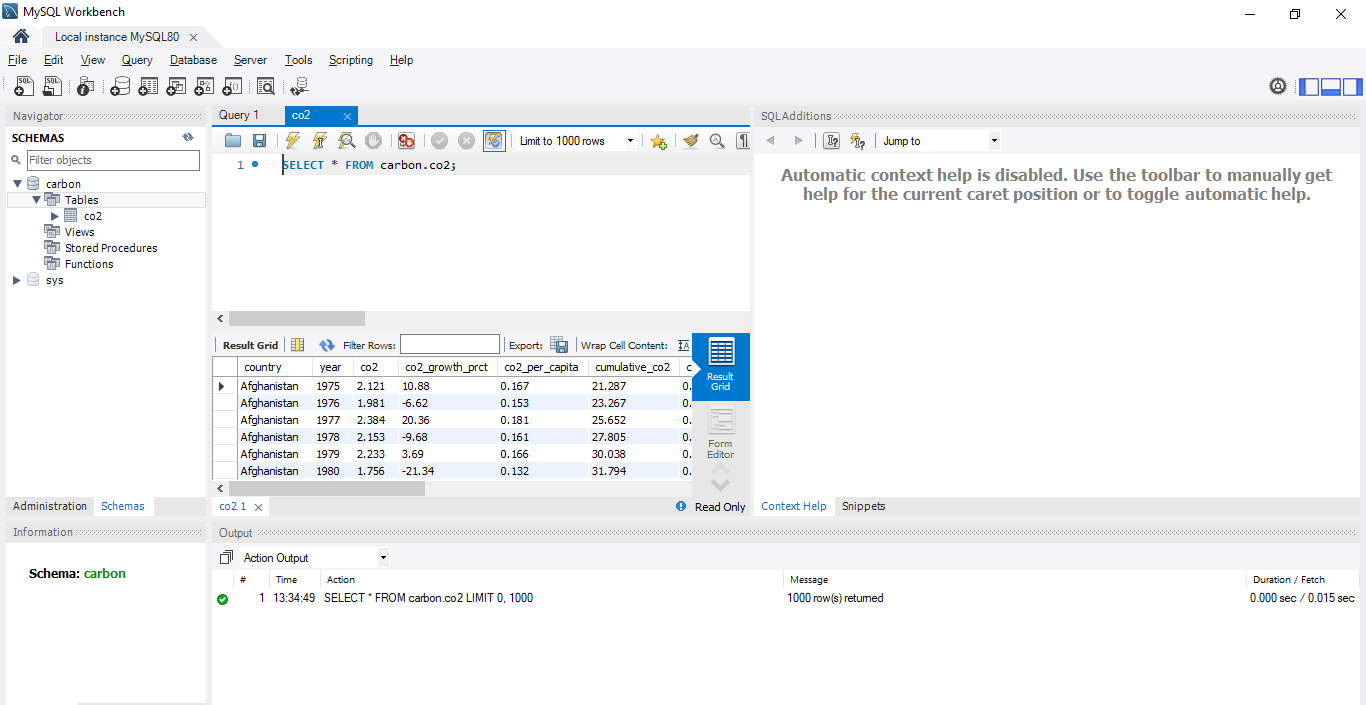 MySQL Workbench
Local instance MySQL80
File Edit View Query Database Server Tools Scripting Help
Navigator
SCHEMAS
Filter objects
carbon
Tables
co2
Views
Stored Procedures
Functions
sys
Administration Schemas
Information
Schema: carbon
Query 1 co2
Limit to 1000 rows
1 SELECT * FROM carbon.co2;
Result Grid Filter Rows: Export: Wrap Cell Content:
country year co2 co2_growth_prct co2_per_capita cumulative_co2 c
Afghanistan 1975 2.121 10.88 0.167 21.287 0.
Afghanistan 1976 1.981 -6.62 0.153 23.267 0.
Afghanistan 1977 2.384 20.36 0.181 25.652 0.
Afghanistan 1978 2.153 -9.68 0.161 27.805 0.
Afghanistan 1979 2.233 3.69 0.166 30.038 0.
Afghanistan 1980 1.756 -21.34 0.132 31.794 0.
Result
Grid
Form
Editor
co2 1 Read Only
SQLAdditions
Jump to
Automatic context help is disabled. Use the toolbar to manually get
help for the current caret position or to toggle automatic help.
Context Help Snippets
Output
Action Output
# Time Action Message Duration / Fetch
1 13:34:49 SELECT * FROM carbon.co2 LIMIT 0, 1000 1000 row(s) returned 0.000 sec / 0.015 sec